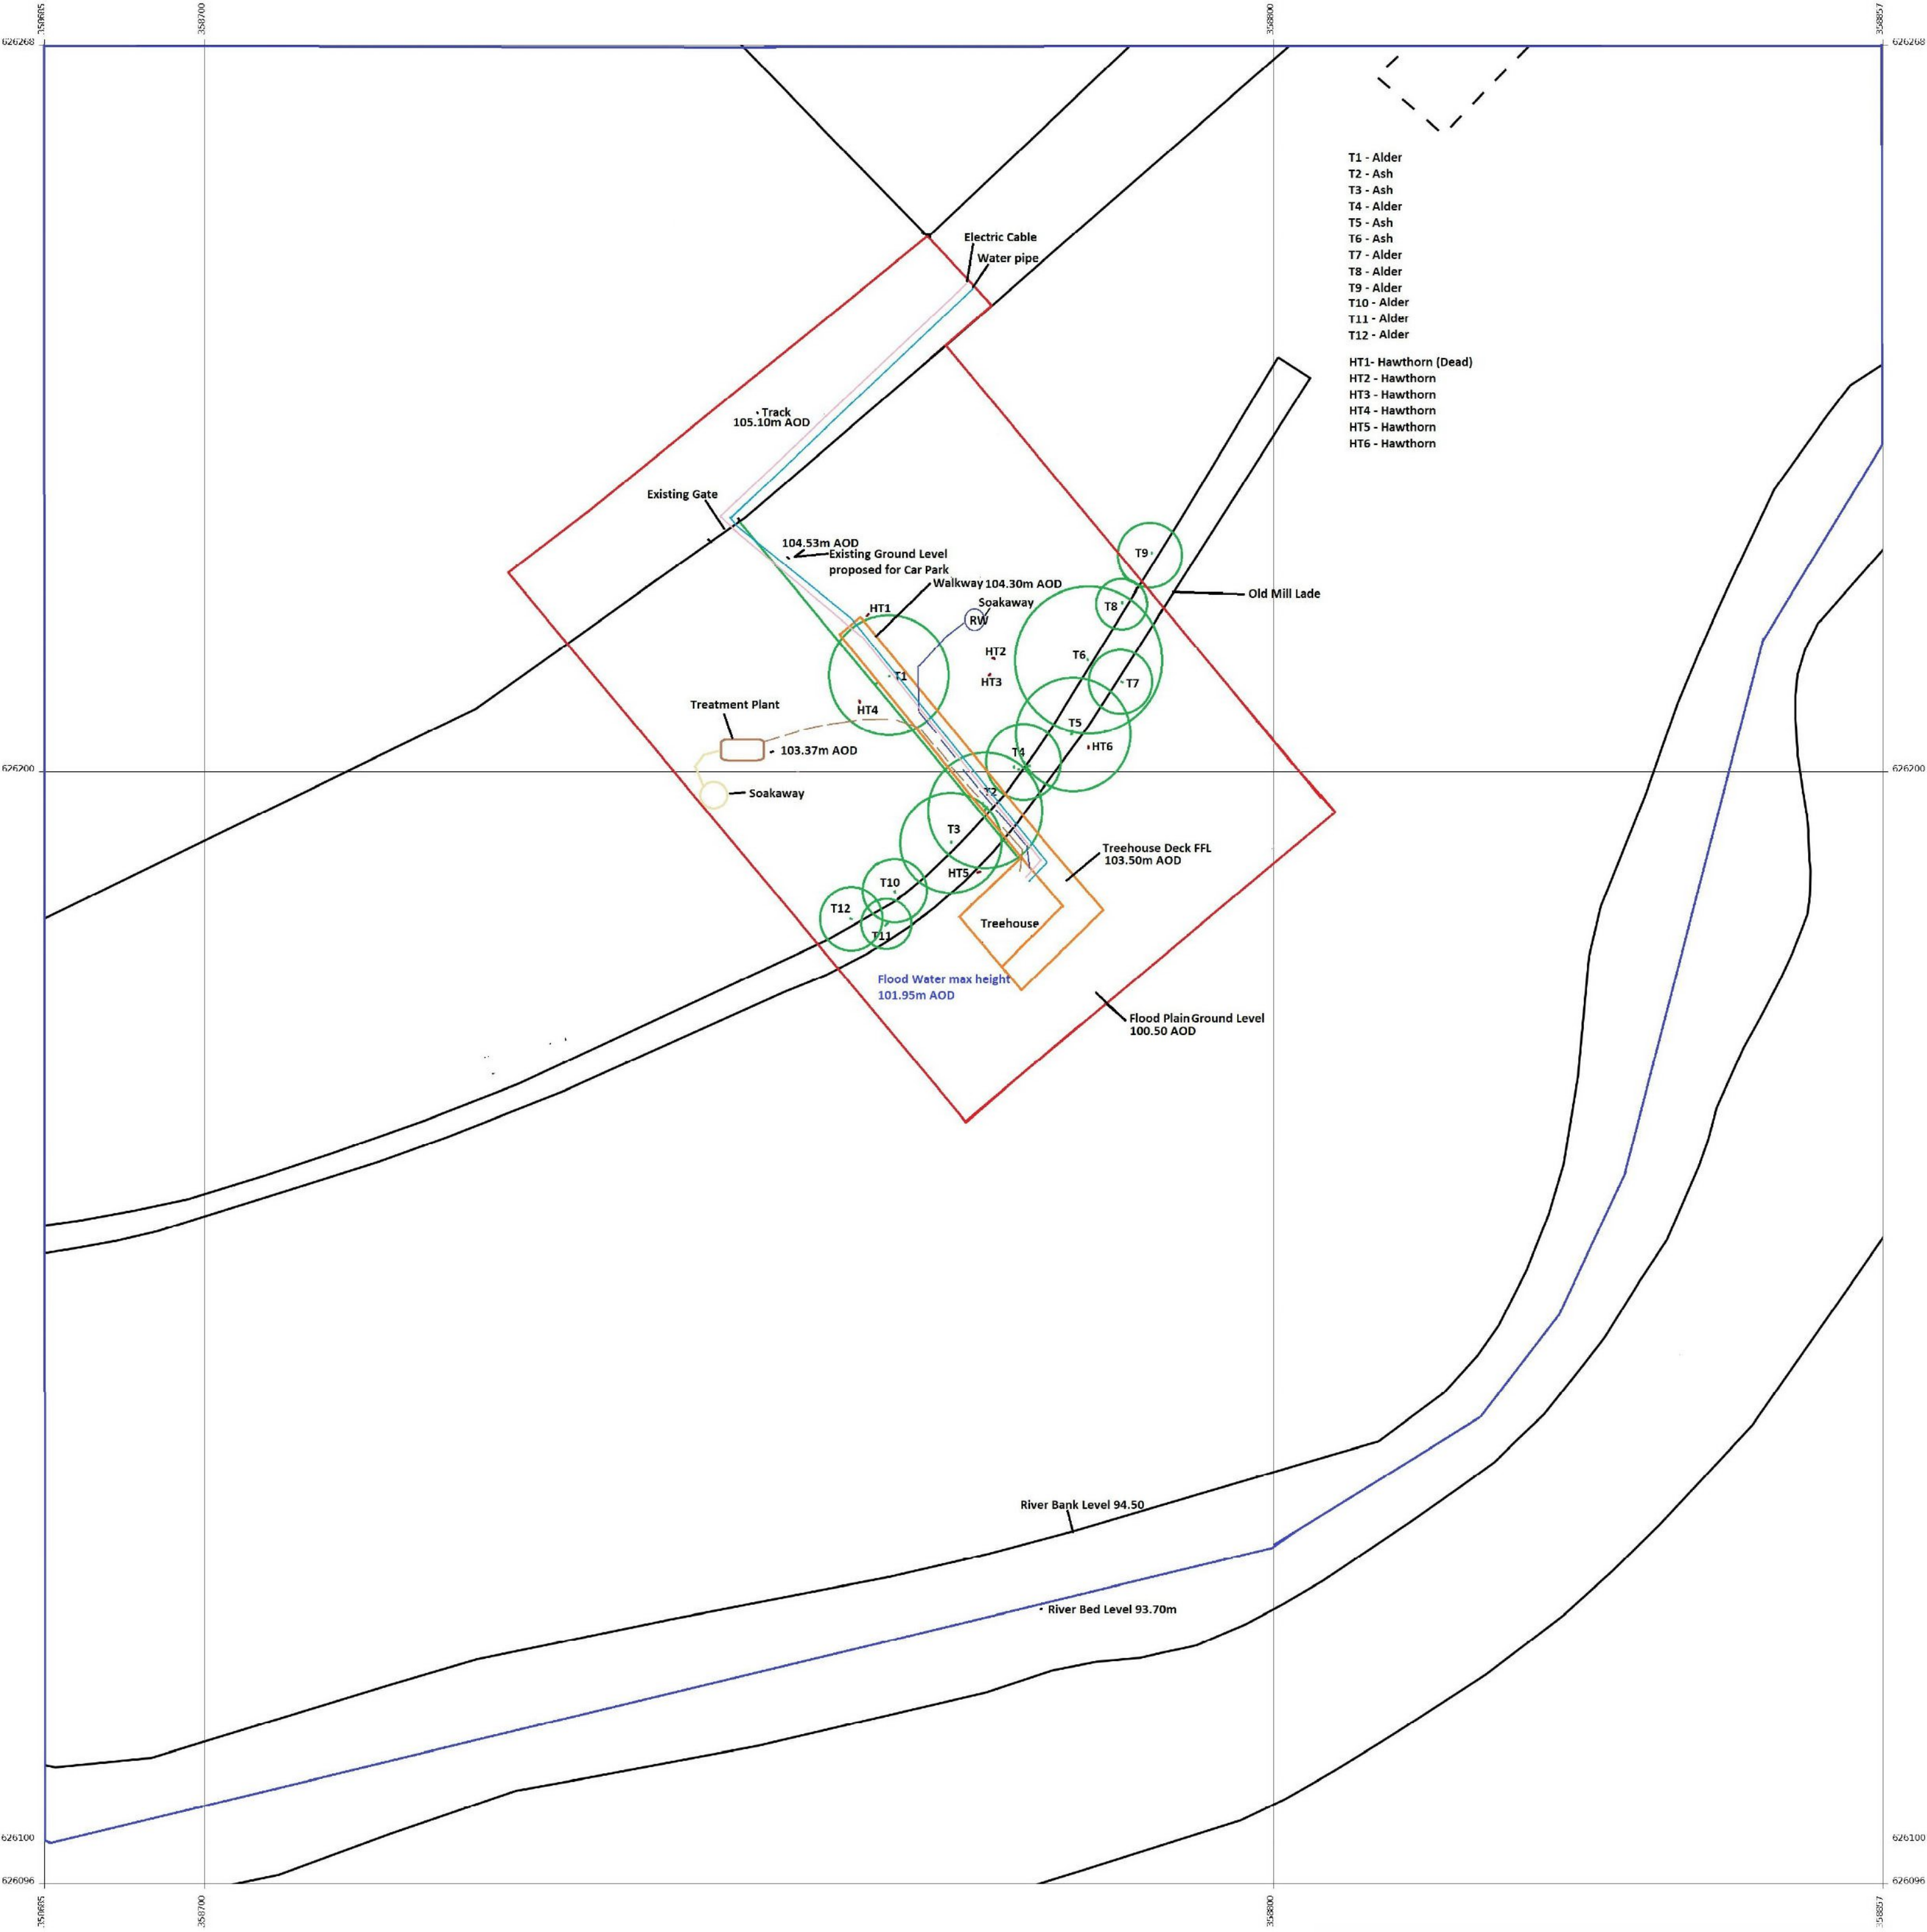 358685
358700
358800
358857
626268
626268
T1 - Alder
T2 - Ash
T3 - Ash
T4 - Alder
T5 - Ash
T6 - Ash
T7 - Alder
T8 - Alder
T9 - Alder
T10 - Alder
T11 - Alder
T12 - Alder
HT1- Hawthorn (Dead)
HT2 - Hawthorn
HT3 - Hawthorn
HT4 - Hawthorn
HT5 - Hawthorn
HT6 - Hawthorn
Electric Cable
Water pipe
Track
105.10m AOD
Existing Gate
104.53m AOD
Existing Ground Level
proposed for Car Park
Walkway 104.30m AOD
Soakaway
RW
HT1
T9
T8
Old Mill Lade
HT2
T6
HT3
T7
T1
HT4
Treatment Plant
T5
HT6
103.37m AOD
T4
626200
626200
Soakaway
T2
T3
Treehouse Deck FFL
103.50m AOD
HT5
T10
T12
T11
Treehouse
Flood Water max height
101.95m AOD
Flood Plain Ground Level
100.50 AOD
River Bank Level 94.50
River Bed Level 93.70m
626100
626100
626096
626096
358685
358700
358800
358857